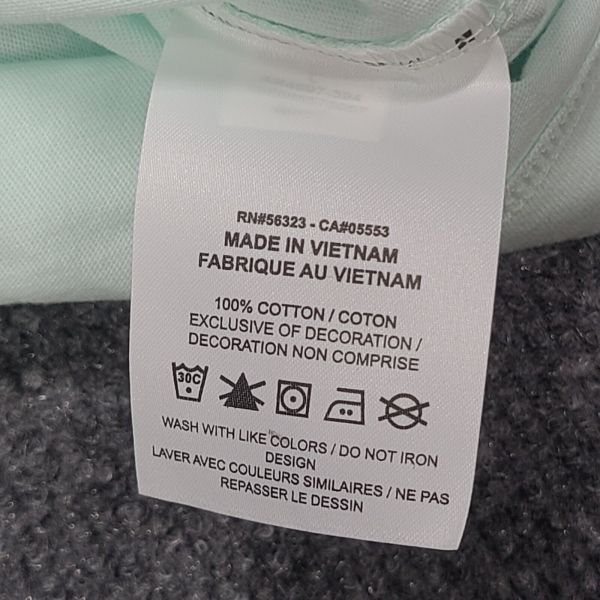 RN#56323 - CA#05553
MADE IN VIETNAM
FABRIQUE AU VIETNAM
100% COTTON / COTON
EXCLUSIVE OF DECORATION /
DECORATION NON COMPRISE
30C
WASH WITH LIKE COLORS / DO NOT IRON
DESIGN
LAVER AVEC COULEURS SIMILAIRES / NE PAS
REPASSER LE DESSIN